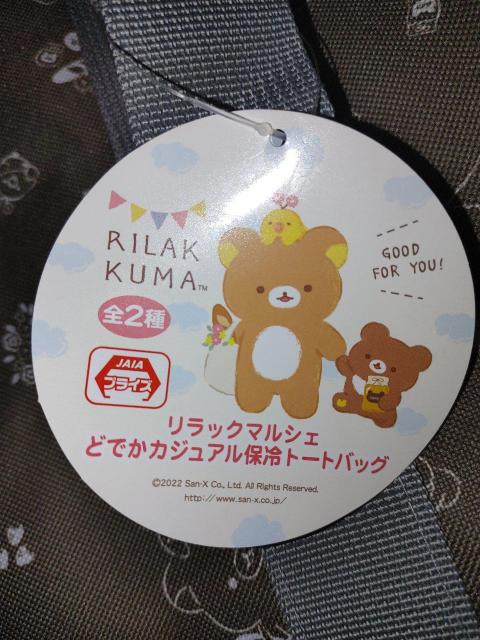 RILAK
KUMA™
GOOD
FOR YOU!
全2種
JAIA
プライズ
リラックマルシェ
どでかカジュアル保冷トートバッグ
©2022 San-X Co., Ltd. All Rights Reserved.
http://www.san-x.co.jp/